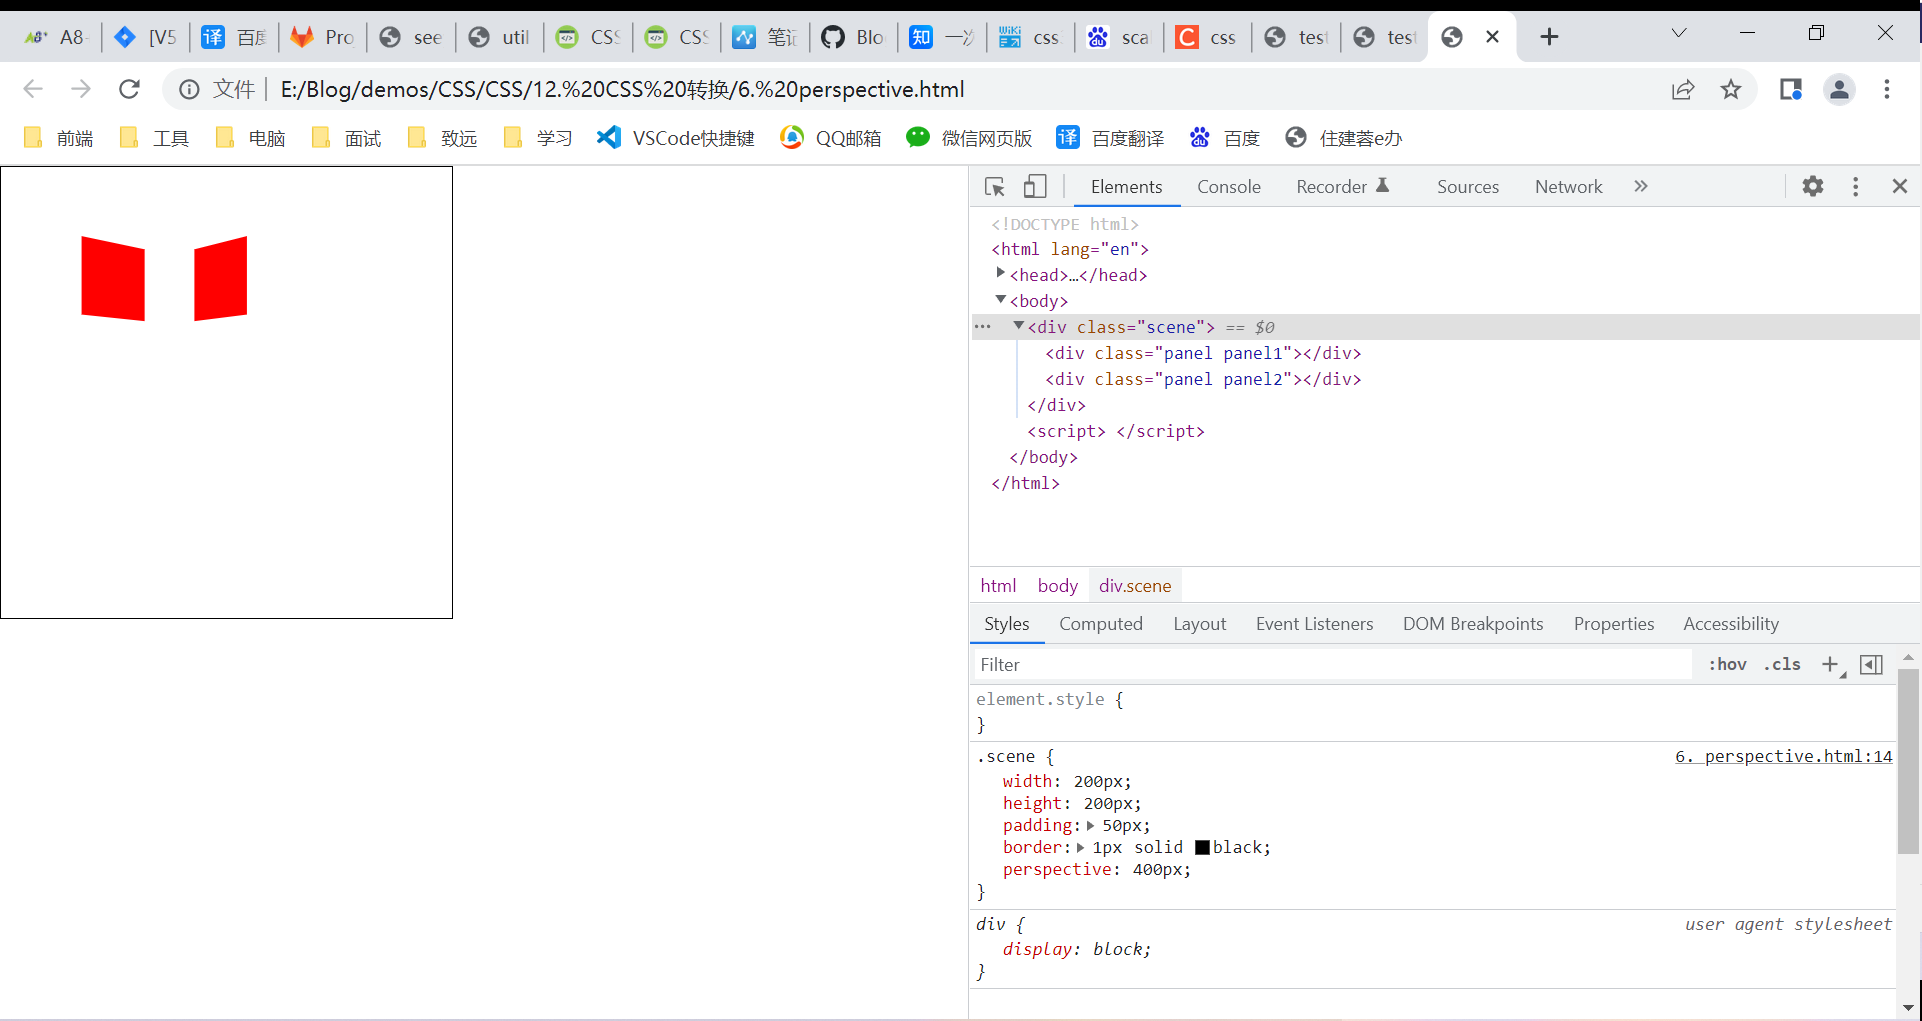 A8- [V5 译 百度 Pro see util CSS CSS 笔记 Blo 知 一次 WiKi css du scal C css test test
文件 E:/Blog/demos/CSS/CSS/12.%20CSS%20转换/6.%20perspective.html
前端 工具 电脑 面试 致远 学习 VSCode快捷键 QQ邮箱 微信网页版 译 百度翻译 百度 住建蓉e办
Elements Console Recorder Sources Network »
<!DOCTYPE html>
<html lang="en">
<head>…</head>
<body>
··· <div class="scene"> == $0
<div class="panel panel1"></div>
<div class="panel panel2"></div>
</div>
<script> </script>
</body>
</html>
html body div.scene
Styles Computed Layout Event Listeners DOM Breakpoints Properties Accessibility
Filter :hov .cls +
element.style {
}
.scene { 6. perspective.html:14
width: 200px;
height: 200px;
padding: 50px;
border: 1px solid black;
perspective: 400px;
}
div { user agent stylesheet
display: block;
}